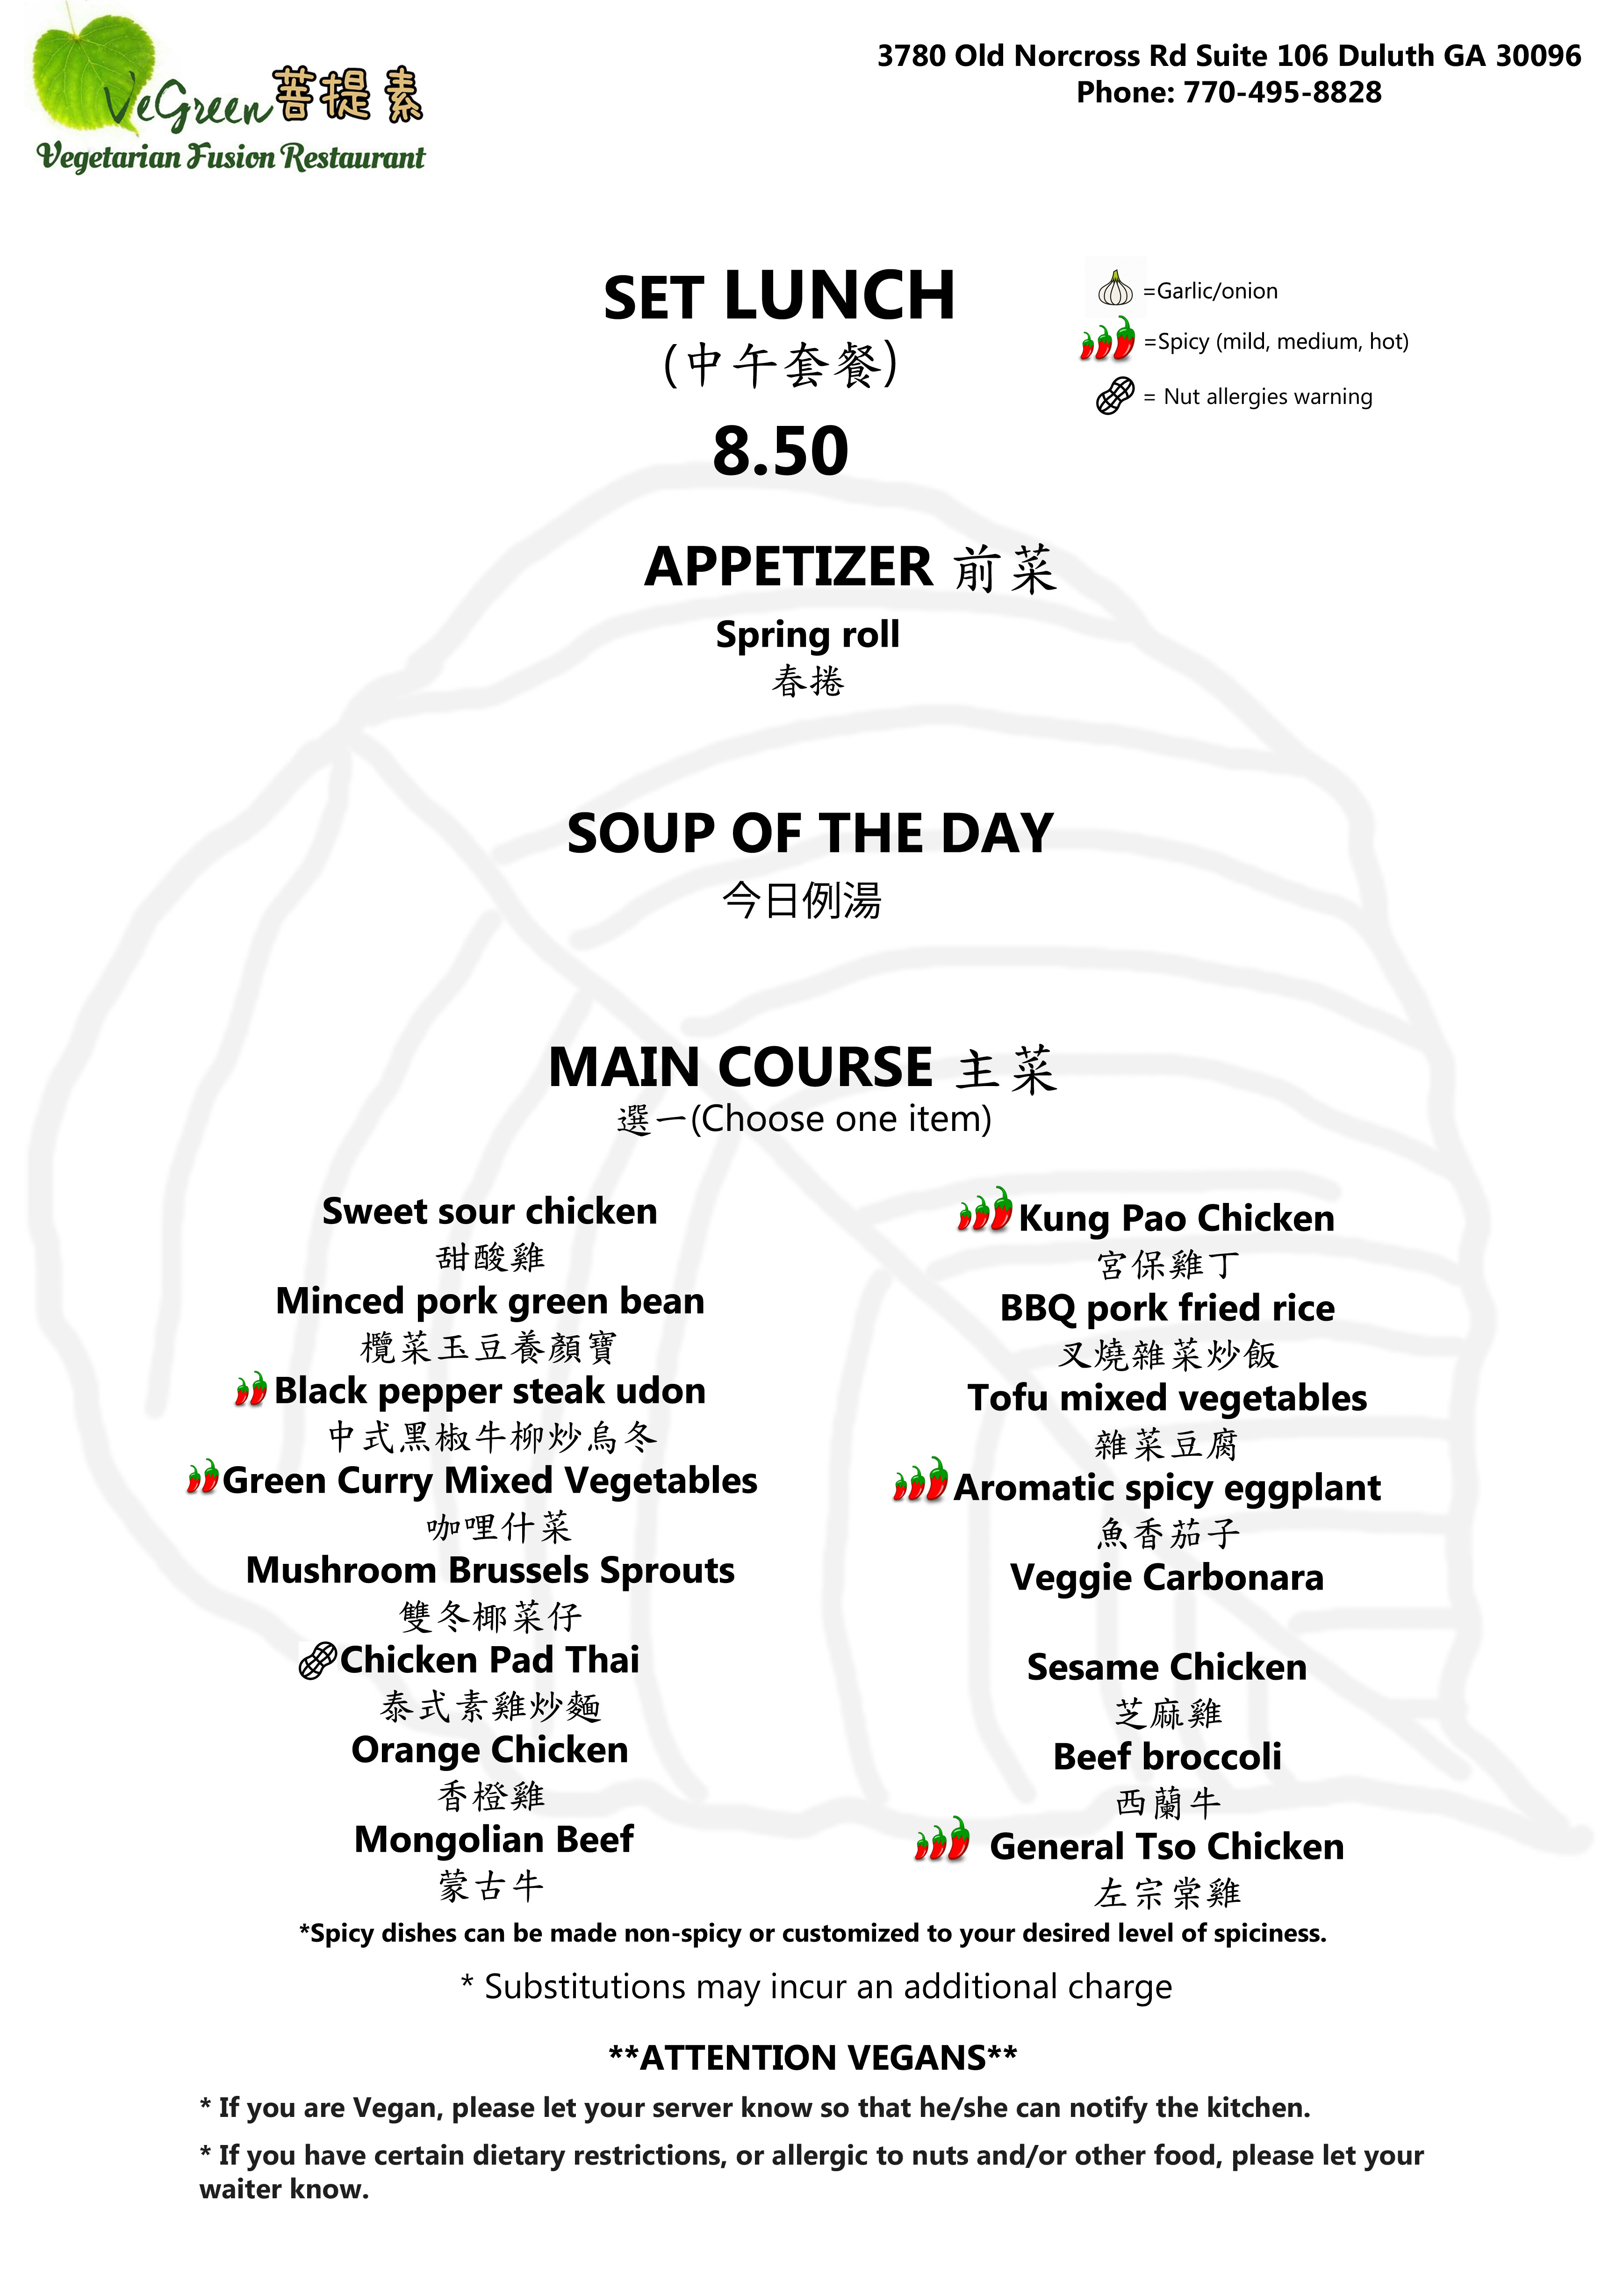 VeGreen菩提素
Vegetarian Fusion Restaurant
3780 Old Norcross Rd Suite 106 Duluth GA 30096
Phone: 770-495-8828
SET LUNCH
(中午套餐)
8.50
=Garlic/onion
=Spicy (mild, medium, hot)
= Nut allergies warning
APPETIZER 前菜
Spring roll
春捲
SOUP OF THE DAY
今日例湯
MAIN COURSE 主菜
選一(Choose one item)
Sweet sour chicken
甜酸雞
Minced pork green bean
欖菜玉豆養顏寶
Black pepper steak udon
中式黑椒牛柳炒烏冬
Green Curry Mixed Vegetables
咖哩什菜
Mushroom Brussels Sprouts
雙冬椰菜仔
Chicken Pad Thai
泰式素雞炒麵
Orange Chicken
香橙雞
Mongolian Beef
蒙古牛
Kung Pao Chicken
宮保雞丁
BBQ pork fried rice
叉燒雜菜炒飯
Tofu mixed vegetables
雜菜豆腐
Aromatic spicy eggplant
魚香茄子
Veggie Carbonara
Sesame Chicken
芝麻雞
Beef broccoli
西蘭牛
General Tso Chicken
左宗棠雞
*Spicy dishes can be made non-spicy or customized to your desired level of spiciness.
* Substitutions may incur an additional charge
**ATTENTION VEGANS**
* If you are Vegan, please let your server know so that he/she can notify the kitchen.
* If you have certain dietary restrictions, or allergic to nuts and/or other food, please let your
waiter know.